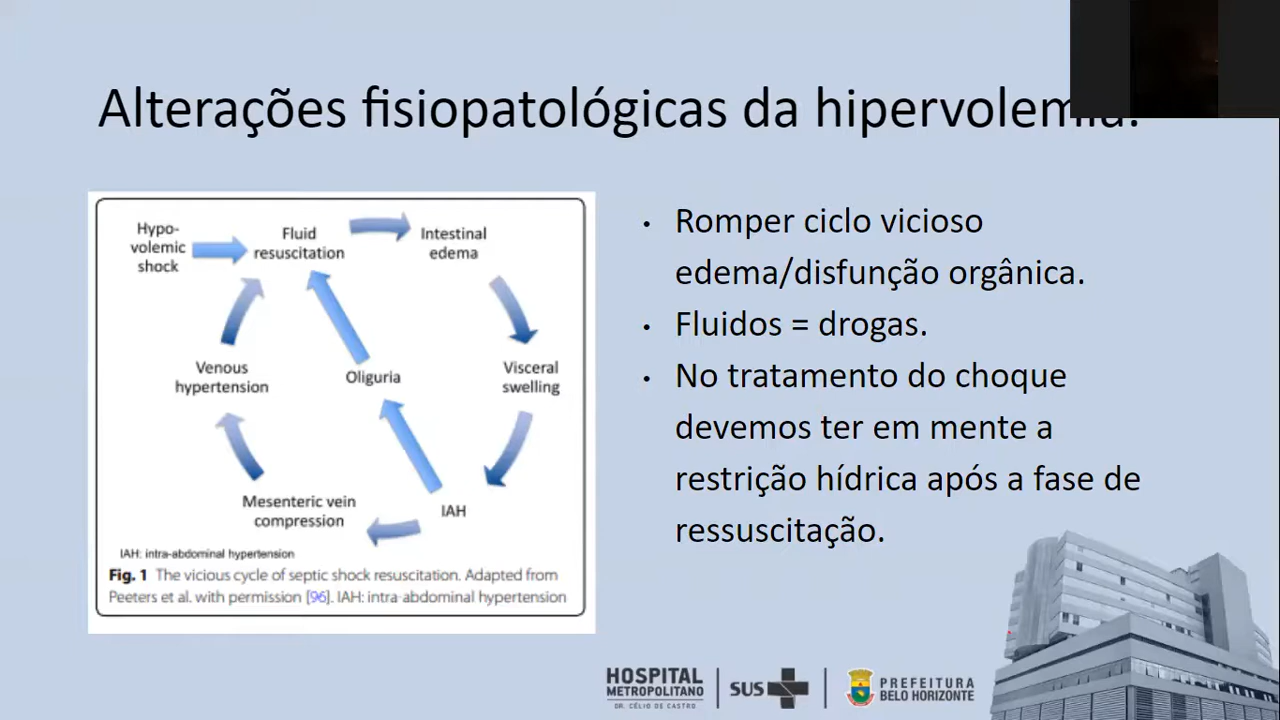 Alterações fisiopatológicas da hipervolemia.
Hypo-
volemic
shock
Fluid
resuscitation
Intestinal
edema
Venous
hypertension
Oliguria
Visceral
swelling
Mesenteric vein
compression
IAH
IAH: intra-abdominal hypertension
Fig. 1 The vicious cycle of septic shock resuscitation. Adapted from
Peeters et al. with permission [96]. IAH: intra-abdominal hypertension
• Romper ciclo vicioso
edema/disfunção orgânica.
• Fluidos = drogas.
• No tratamento do choque
devemos ter em mente a
restrição hídrica após a fase de
ressuscitação.
HOSPITAL
METROPOLITANO
DR. CÉLIO DE CASTRO
SUS
PREFEITURA
BELO HORIZONTE